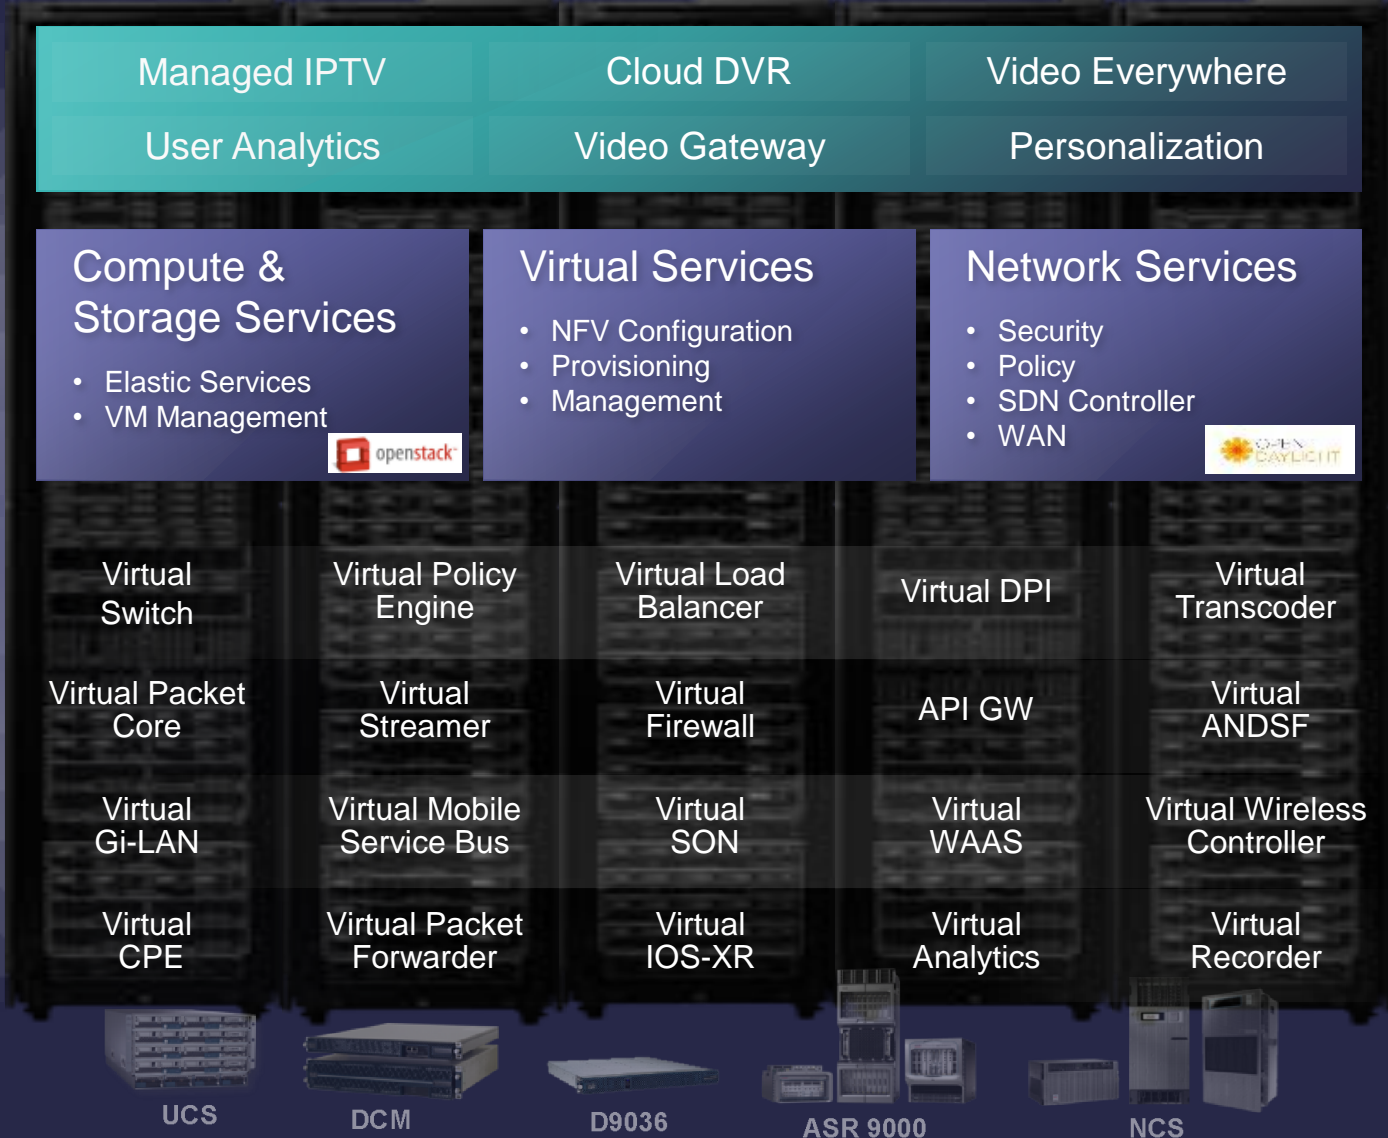 Managed IPTV
Cloud DVR
Video Everywhere
User Analytics
Video Gateway
Personalization
Compute &
Storage Services
• Elastic Services
• VM Management
openstack
Virtual Services
• NFV Configuration
• Provisioning
• Management
Network Services
• Security
• Policy
• SDN Controller
• WAN
OPEN
DAYLIGHT
Virtual
Switch
Virtual Policy
Engine
Virtual Load
Balancer
Virtual DPI
Virtual
Transcoder
Virtual Packet
Core
Virtual
Streamer
Virtual
Firewall
API GW
Virtual
ANDSF
Virtual
Gi-LAN
Virtual Mobile
Service Bus
Virtual
SON
Virtual
WAAS
Virtual Wireless
Controller
Virtual
CPE
Virtual Packet
Forwarder
Virtual
IOS-XR
Virtual
Analytics
Virtual
Recorder
UCS
DCM
D9036
ASR 9000
NCS